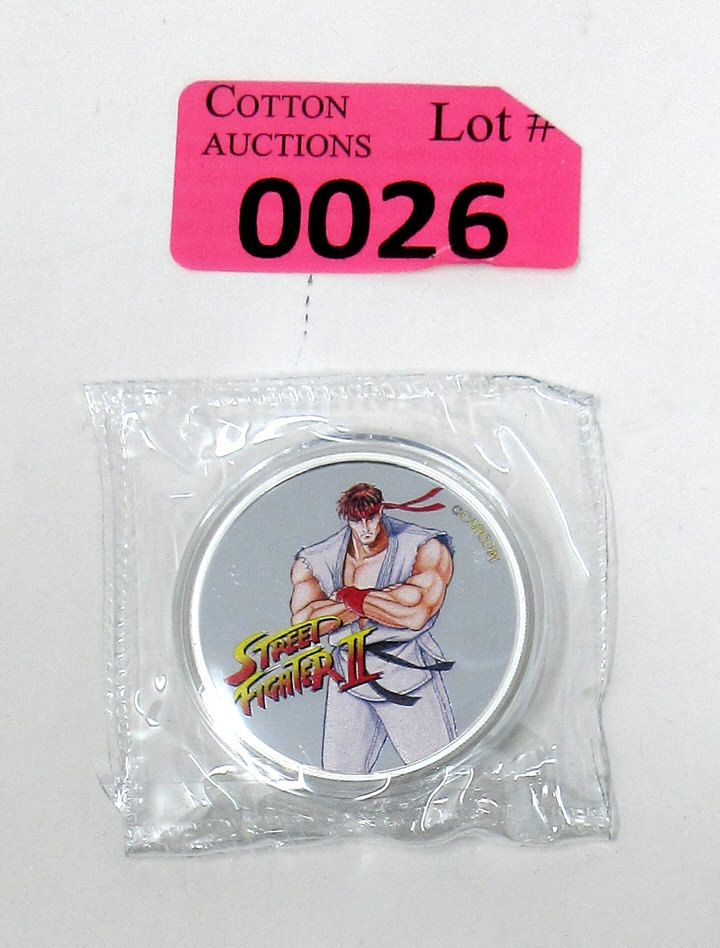 COTTON
AUCTIONS
Lot #
0026
©CAPCOM
STREET
FIGHTER II